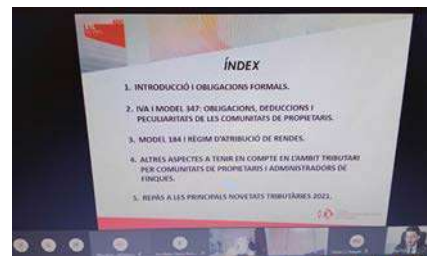 ÍNDEX
1. INTRODUCCIÓ I OBLIGACIONS FORMALS.
2. IVA I MODEL 347: OBLIGACIONS, DEDUCCIONS I
PECULIARITATS DE LES COMUNITATS DE PROPIETARIS.
3. MODEL 184 I RÈGIM D'ATRIBUCIÓ DE RENDES.
4. ALTRES ASPECTES A TENIR EN COMPTE EN L'AMBIT TRIBUTARI
PER COMUNITATS DE PROPIETARIS I ADMINISTRADORS DE
FINQUES.
5. REPÀS A LES PRINCIPALS NOVETATS TRIBUTÀRIES 2021.